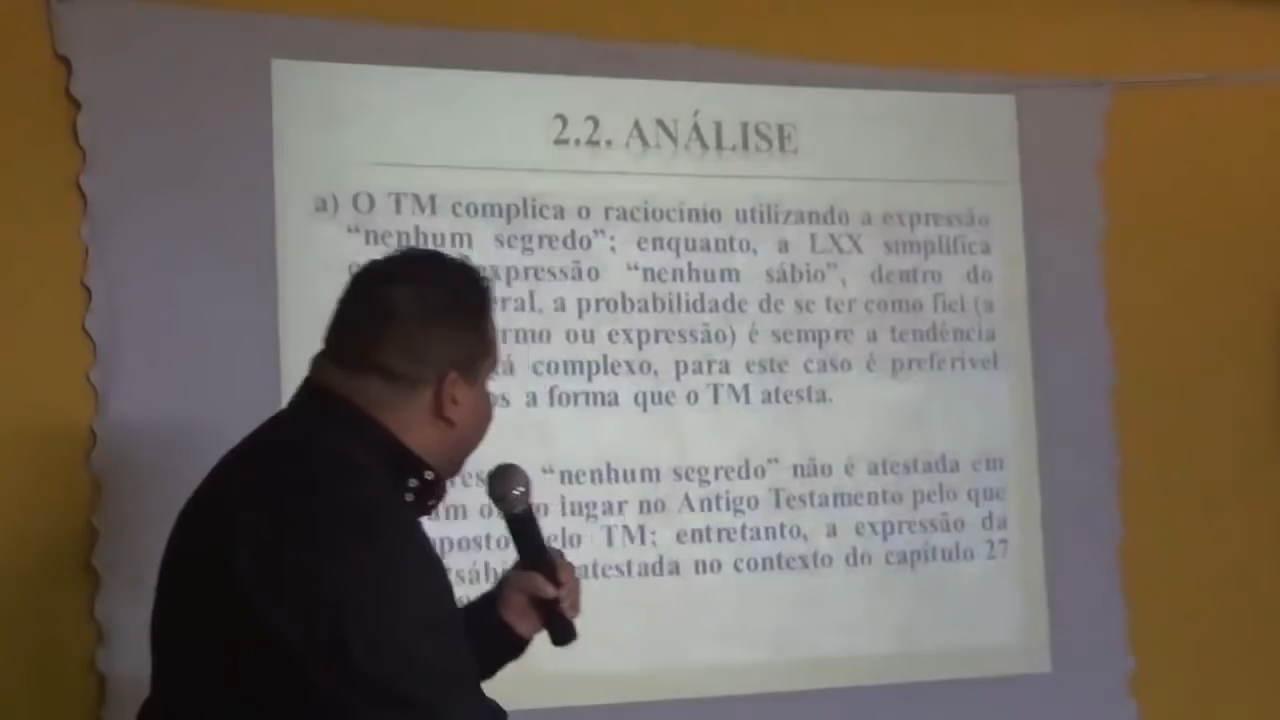 2.2. ANÁLISE
a) O TM complica o raciocínio utilizando a expressão
“nenhum segredo”; enquanto, a LXX simplifica
expressão “nenhum sábio”, dentro do
a probabilidade de se ter como fiel (a
ou expressão) é sempre a tendência
complexo, para este caso é preferível
a forma que o TM atesta.
“nenhum segredo” não é atestada em
lugar no Antigo Testamento pelo que
TM; entretanto, a expressão da
atestada no contexto do capítulo 27